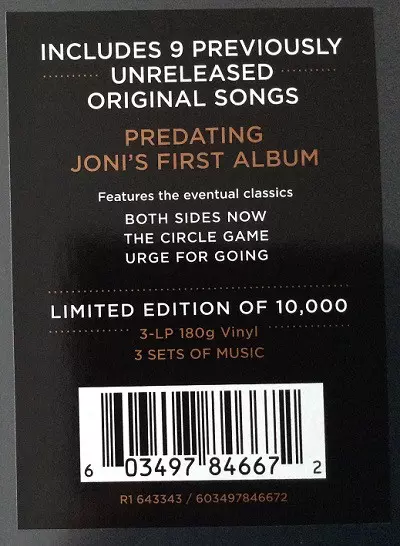 INCLUDES 9 PREVIOUSLY
UNRELEASED
ORIGINAL SONGS
PREDATING
JONI'S FIRST ALBUM
Features the eventual classics
BOTH SIDES NOW
THE CIRCLE GAME
URGE FOR GOING
LIMITED EDITION OF 10,000
3-LP 180g Vinyl
3 SETS OF MUSIC
6 03497 84667 2
R1 643343 / 603497846672